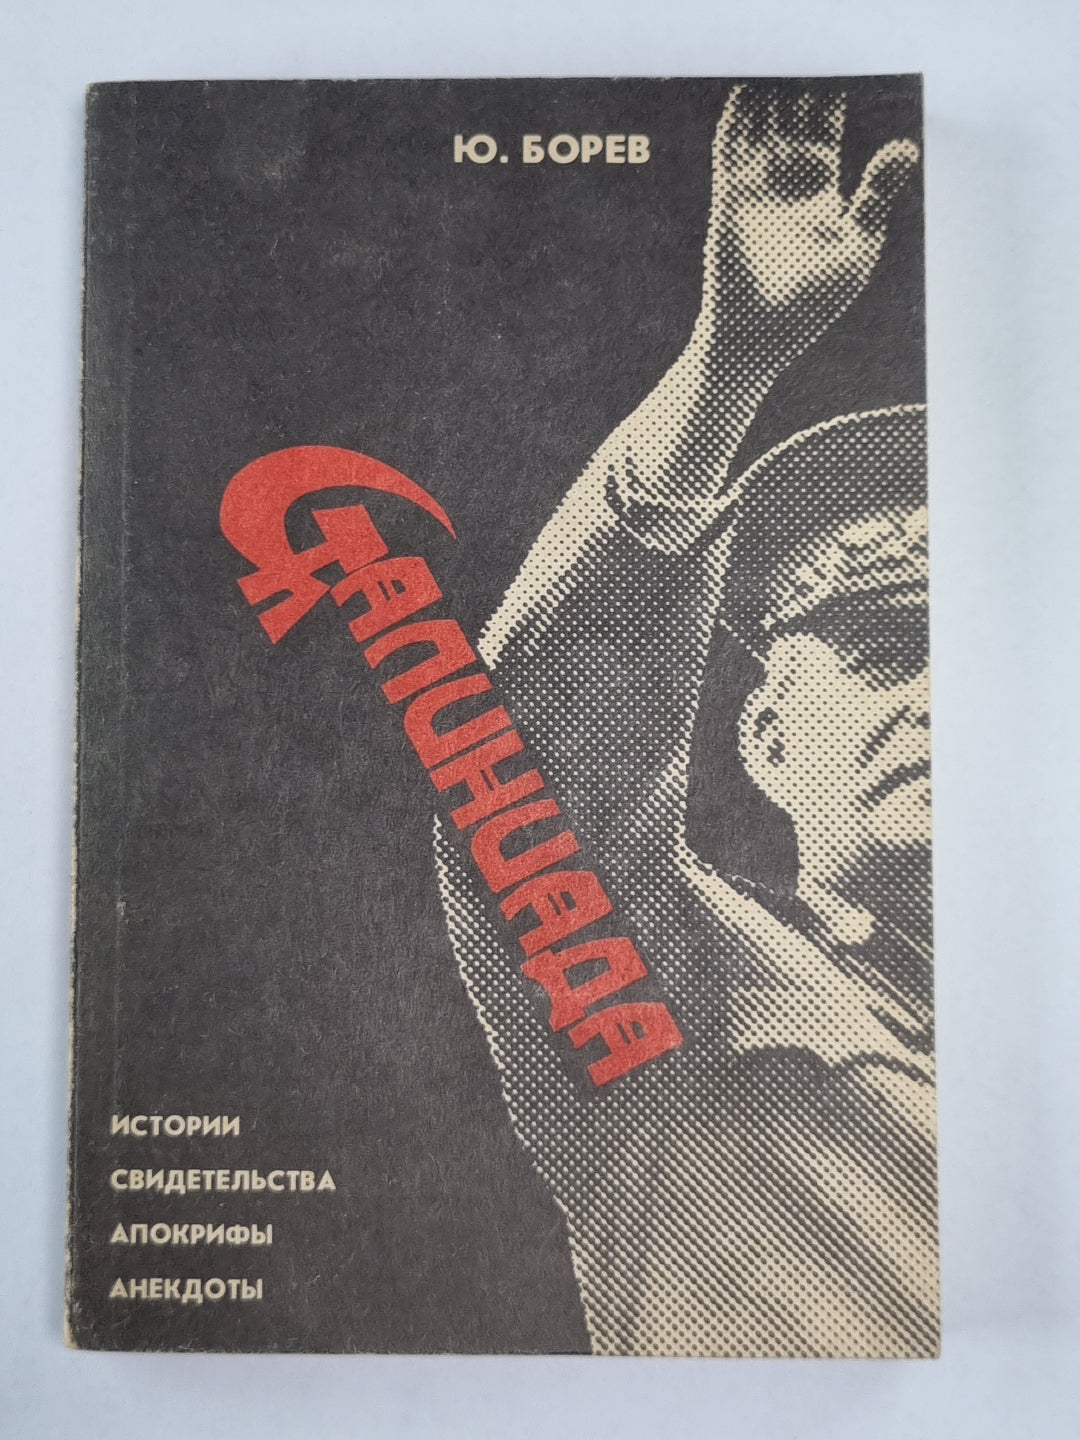 Ю. БОРЕВ
СТАЛИНИАДА
ИСТОРИИ
СВИДЕТЕЛЬСТВА
АПОКРИФЫ
АНЕКДОТЫ